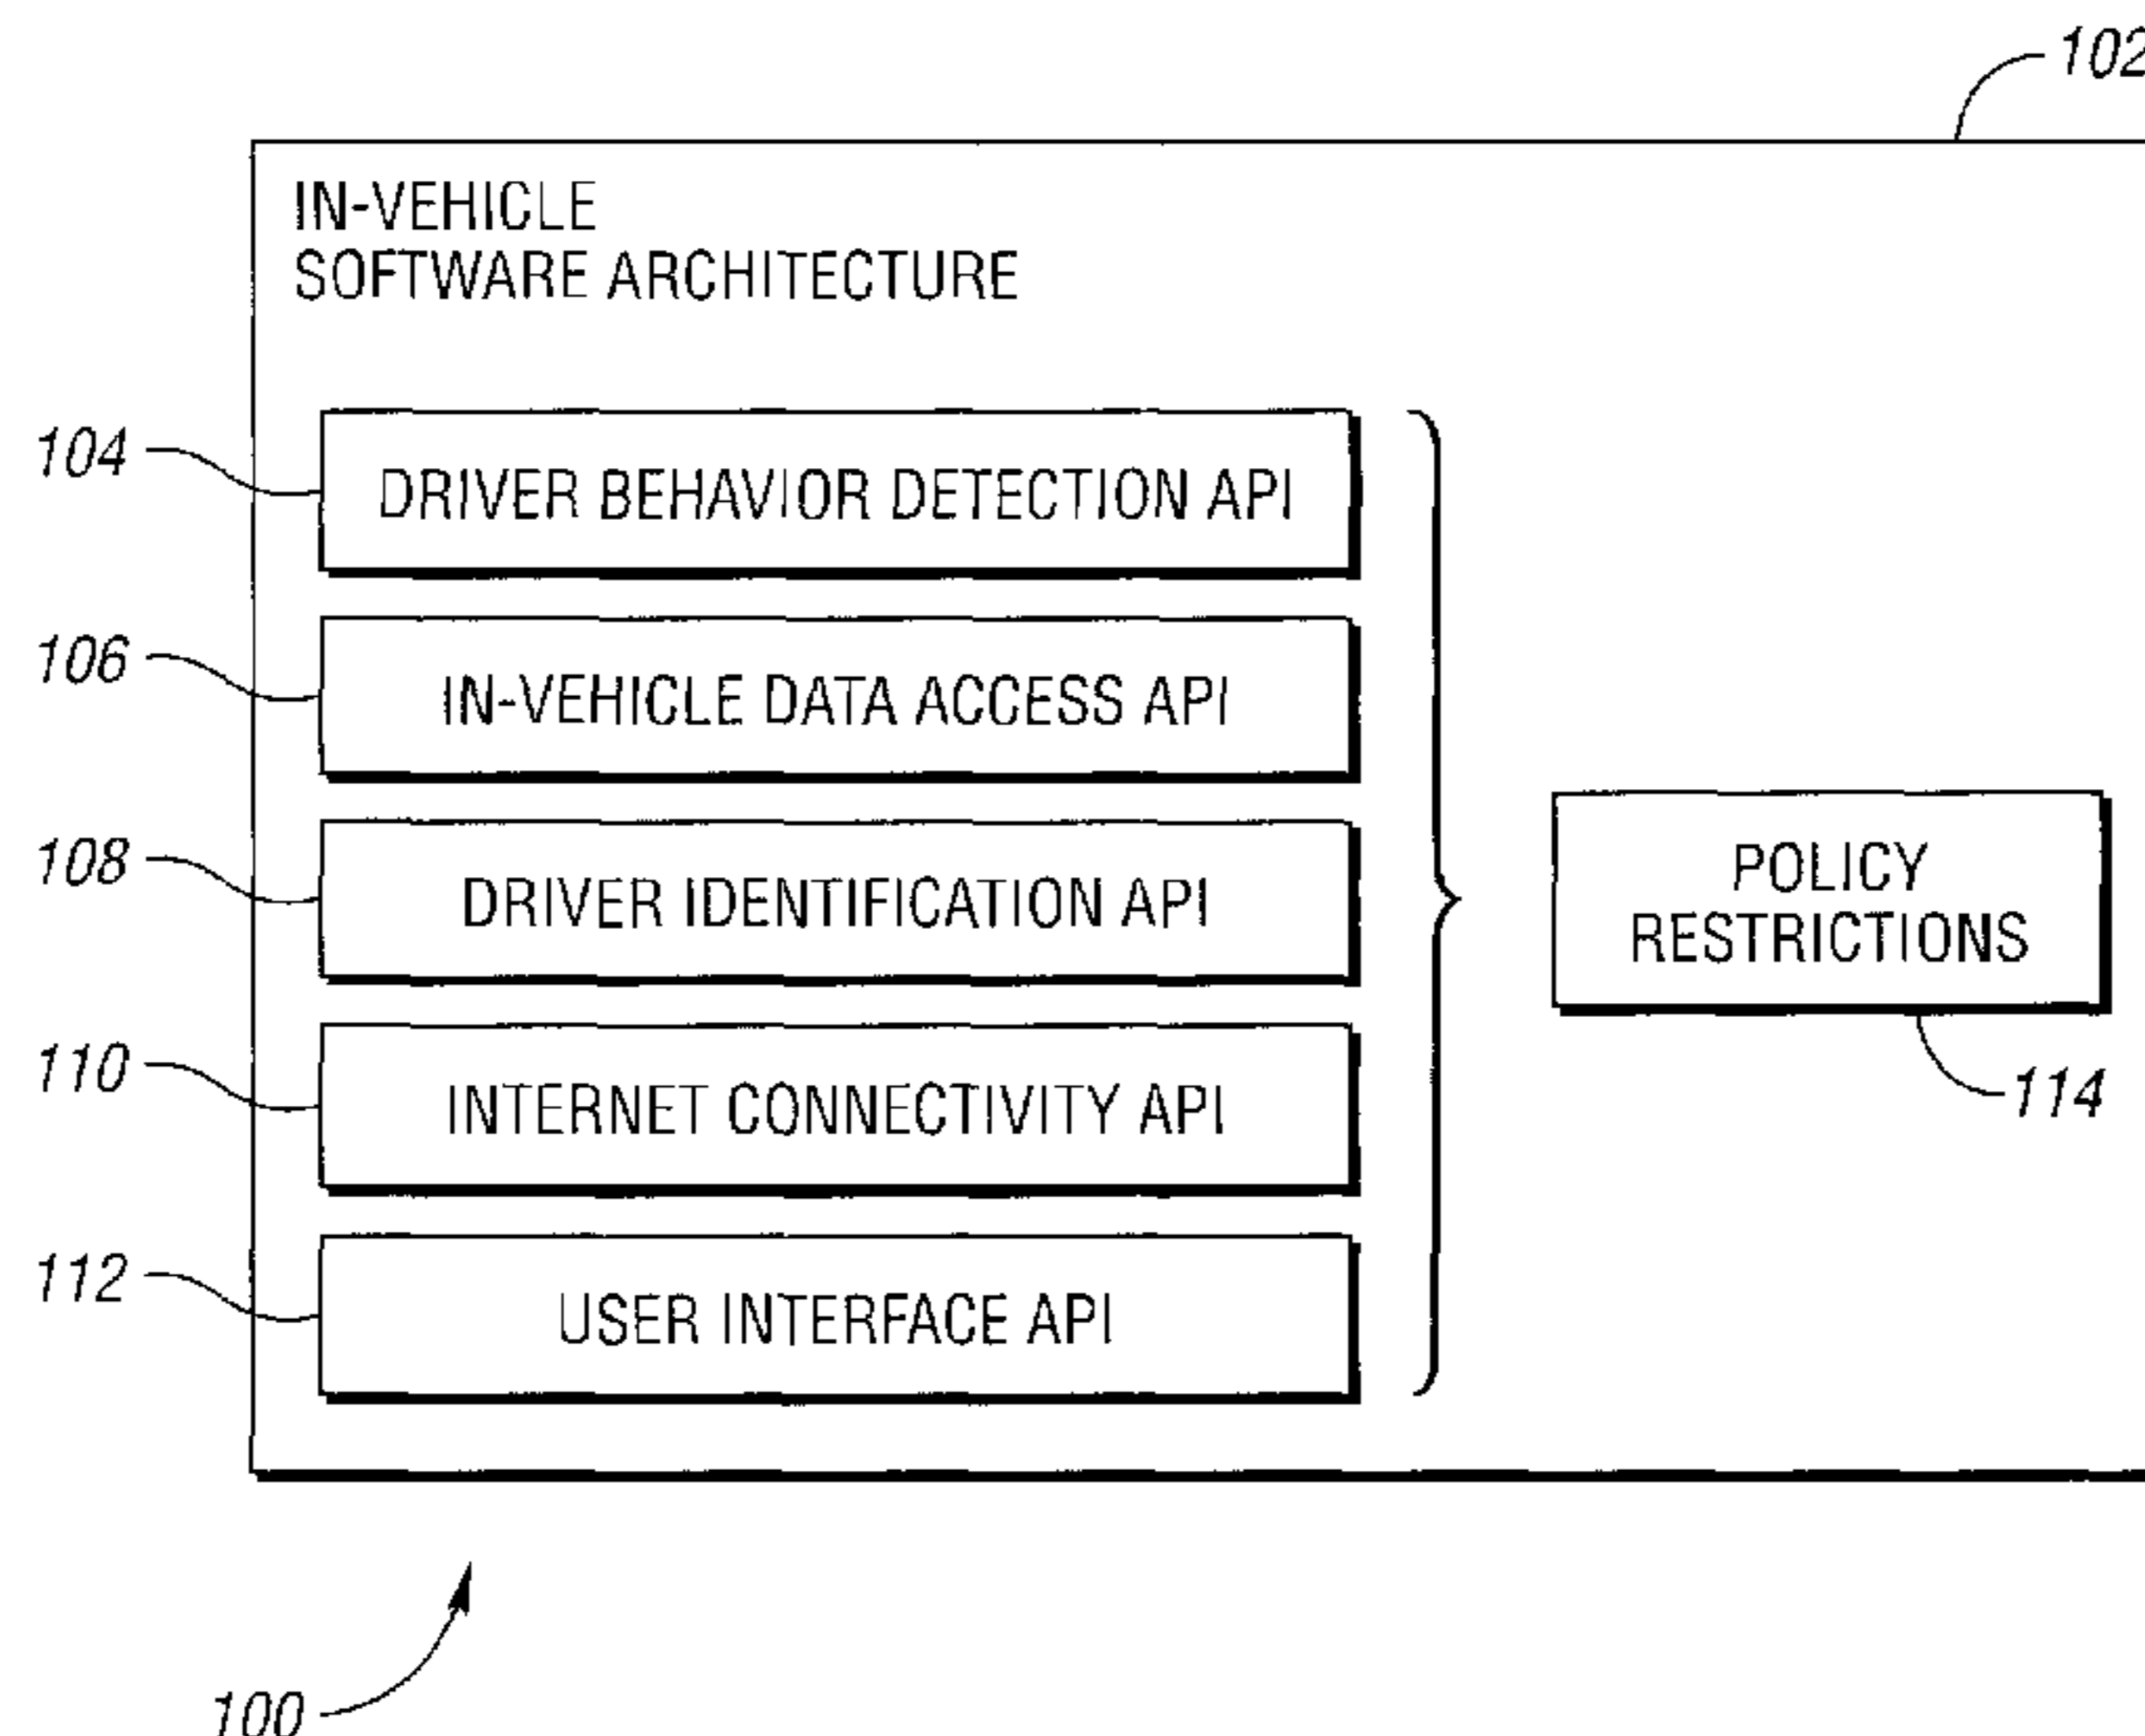 102
IN-VEHICLE
SOFTWARE ARCHITECTURE
104
DRIVER BEHAVIOR DETECTION API
106
IN-VEHICLE DATA ACCESS API
108
DRIVER IDENTIFICATION API
POLICY
RESTRICTIONS
110
INTERNET CONNECTIVITY API
114
112
USER INTERFACE API
100